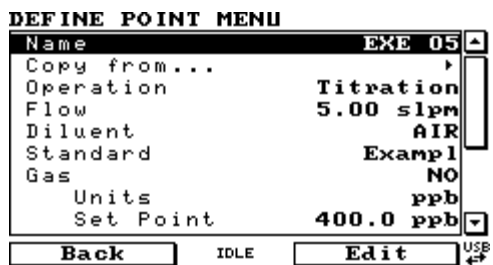 DEFINE POINT MENU
Name EXE 05
Copy from...
Operation Titration
Flow 5.00 slpm
Diluent AIR
Standard Exampl
Gas NO
Units ppb
Set Point 400.0 ppb
Back IDLE Edit USB